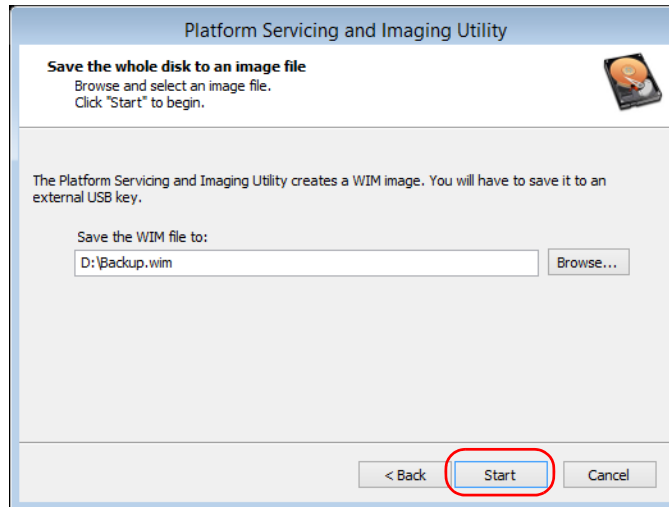 Platform Servicing and Imaging Utility
Save the whole disk to an image file
Browse and select an image file.
Click "Start" to begin.
The Platform Servicing and Imaging Utility creates a WIM image. You will have to save it to an
external USB key.
Save the WIM file to:
D:\Backup.wim
Browse...
< Back
Start
Cancel